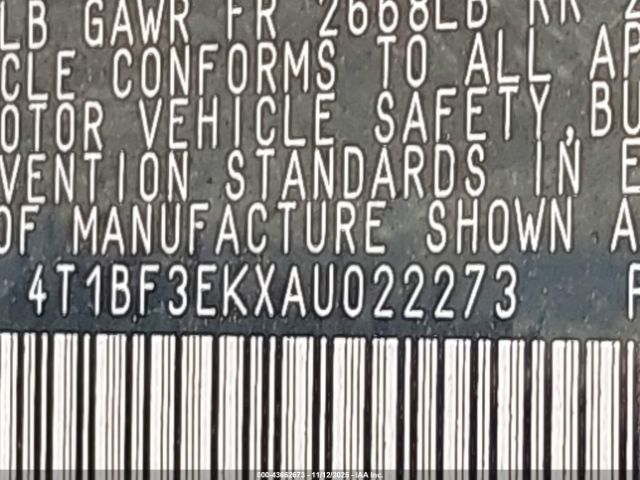 LB GAWR FR 2668LB RR 2
CLE CONFORMS TO ALL AP
OTOR VEHICLE SAFETY, BU
VENTION STANDARDS IN E
OF MANUFACTURE SHOWN A
4T1BF3EKXAU022273
000-43652673 - 11/12/2025 - IAA Inc.